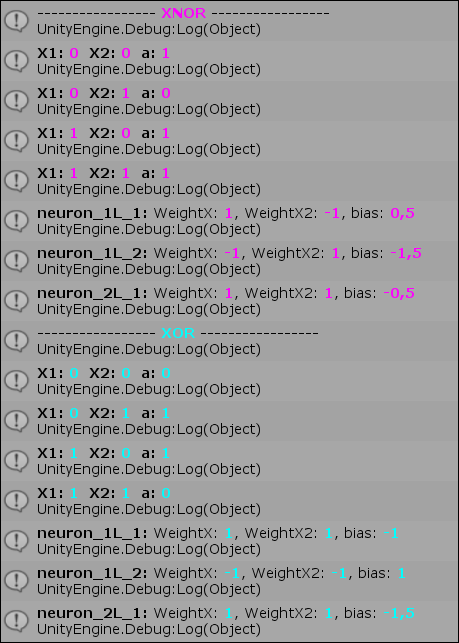 ---------------- XNOR ----------------
UnityEngine.Debug:Log(Object)
X1: 0 X2: 0 a: 1
UnityEngine.Debug:Log(Object)
X1: 0 X2: 1 a: 0
UnityEngine.Debug:Log(Object)
X1: 1 X2: 0 a: 1
UnityEngine.Debug:Log(Object)
X1: 1 X2: 1 a: 1
UnityEngine.Debug:Log(Object)
neuron_1L_1: WeightX: 1, WeightX2: -1, bias: 0,5
UnityEngine.Debug:Log(Object)
neuron_1L_2: WeightX: -1, WeightX2: 1, bias: -1,5
UnityEngine.Debug:Log(Object)
neuron_2L_1: WeightX: 1, WeightX2: 1, bias: -0,5
UnityEngine.Debug:Log(Object)
---------------- XOR ----------------
UnityEngine.Debug:Log(Object)
X1: 0 X2: 0 a: 0
UnityEngine.Debug:Log(Object)
X1: 0 X2: 1 a: 1
UnityEngine.Debug:Log(Object)
X1: 1 X2: 0 a: 1
UnityEngine.Debug:Log(Object)
X1: 1 X2: 1 a: 0
UnityEngine.Debug:Log(Object)
neuron_1L_1: WeightX: 1, WeightX2: 1, bias: -1
UnityEngine.Debug:Log(Object)
neuron_1L_2: WeightX: -1, WeightX2: -1, bias: 1
UnityEngine.Debug:Log(Object)
neuron_2L_1: WeightX: 1, WeightX2: 1, bias: -1,5
UnityEngine.Debug:Log(Object)